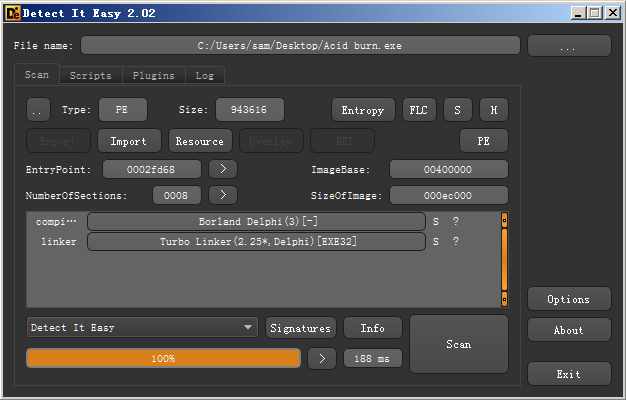 Detect It Easy 2.02
File name: C:/Users/sam/Desktop/Acid burn.exe ...
Scan Scripts Plugins Log
.. Type: PE Size: 943616 Entropy FLC S H
Export Import Resource Overlay .NET PE
EntryPoint: 0002fd68 > ImageBase: 00400000
NumberOfSections: 0008 > SizeOfImage: 000ec000
compi… Borland Delphi(3)[-] S ?
linker Turbo Linker(2.25*,Delphi)[EXE32] S ?
Options
Detect It Easy Signatures Info Scan
About
100% > 188 ms
Exit